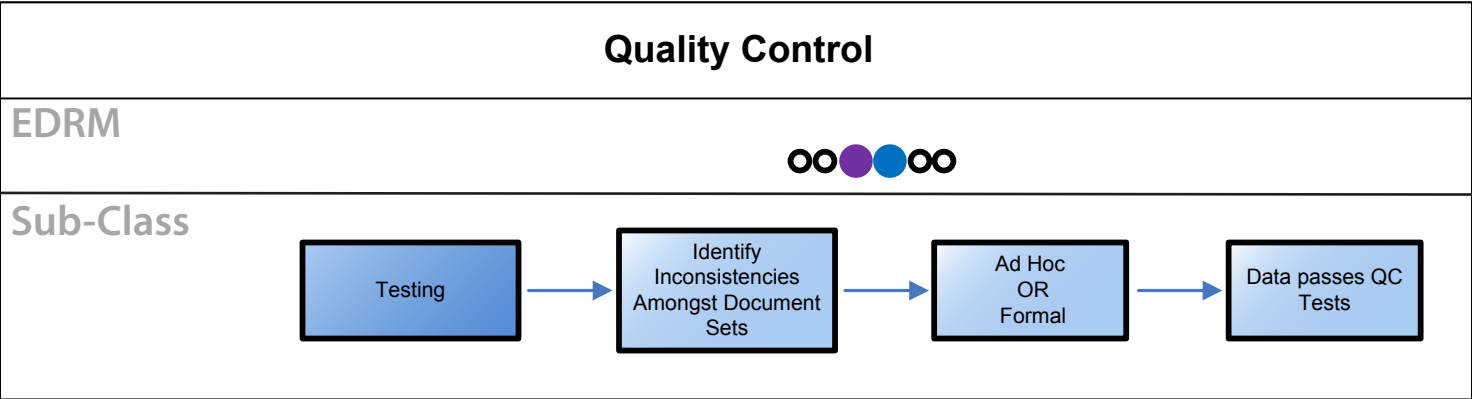 Quality Control
EDRM
Sub-Class
Testing
Identify
Inconsistencies
Amongst Document
Sets
Ad Hoc
OR
Formal
Data passes QC
Tests